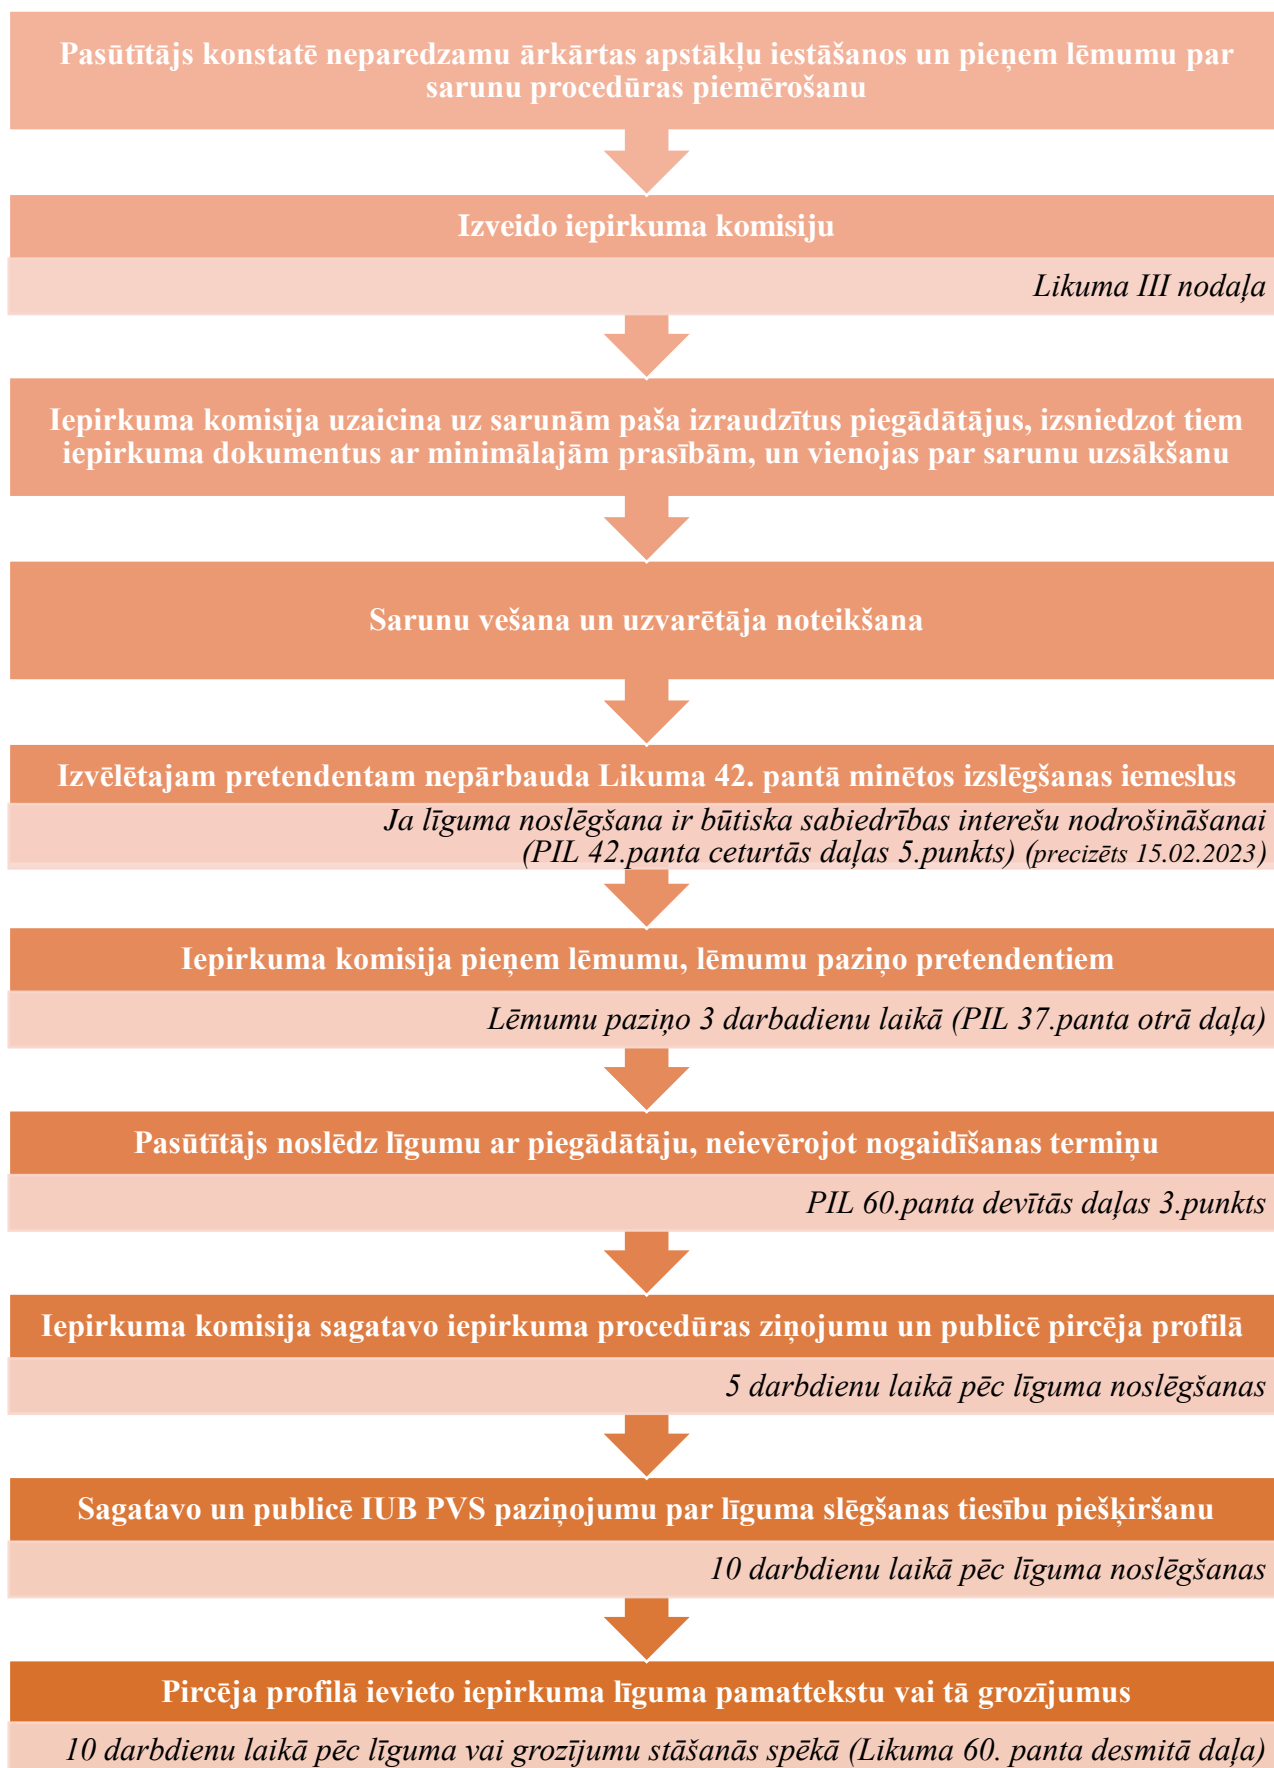 Pasūtītājs konstatē neparedzamu ārkārtas apstākļu iestāšanos un pieņem lēmumu par
sarunu procedūras piemērošanu
Izveido iepirkuma komisiju
Likuma III nodaļa
Iepirkuma komisija uzaicina uz sarunām paša izraudzītus piegādātājus, izsniedzot tiem
iepirkuma dokumentus ar minimālajām prasībām, un vienojas par sarunu uzsākšanu
Sarunu vešana un uzvarētāja noteikšana
Izvēlētajam pretendentam nepārbauda Likuma 42. pantā minētos izslēgšanas iemeslus
Ja līguma noslēgšana ir būtiska sabiedrības interešu nodrošināšanai
(PIL 42.panta ceturtās daļas 5.punkts) (precizēts 15.02.2023)
Iepirkuma komisija pieņem lēmumu, lēmumu paziņo pretendentiem
Lēmumu paziņo 3 darbadienu laikā (PIL 37.panta otrā daļa)
Pasūtītājs noslēdz līgumu ar piegādātāju, neievērojot nogaidīšanas termiņu
PIL 60.panta devītās daļas 3.punkts
Iepirkuma komisija sagatavo iepirkuma procedūras ziņojumu un publicē pircēja profilā
5 darbdienu laikā pēc līguma noslēgšanas
Sagatavo un publicē IUB PVS paziņojumu par līguma slēgšanas tiesību piešķiršanu
10 darbdienu laikā pēc līguma noslēgšanas
Pircēja profilā ievieto iepirkuma līguma pamattekstu vai tā grozījumus
10 darbdienu laikā pēc līguma vai grozījumu stāšanās spēkā (Likuma 60. panta desmitā daļa)